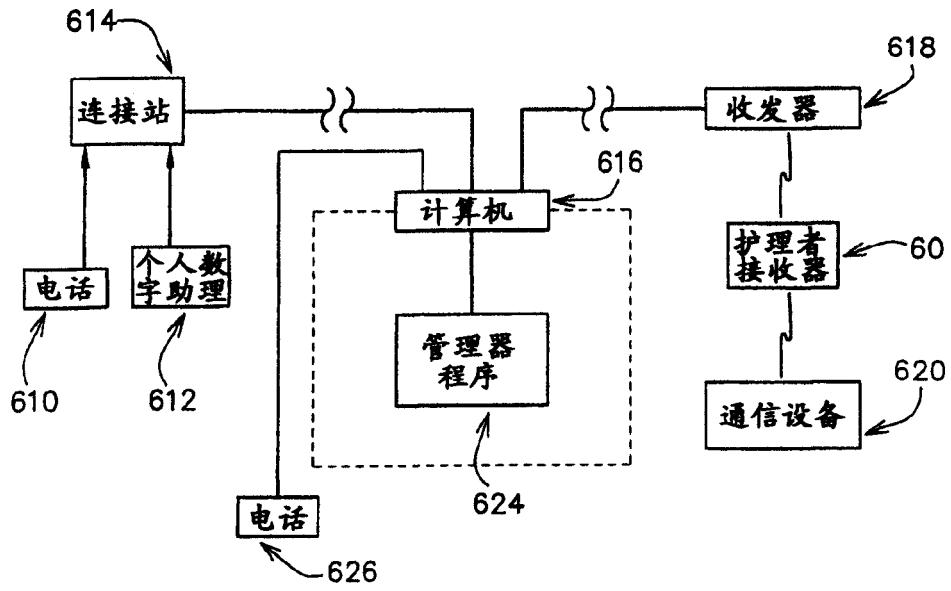 614
连接站
618
收发器
616
计算机
护理者
接收器
60
个人数
字助理
电话
610
612
管理器
程序
620
通信设备
624
电话
626